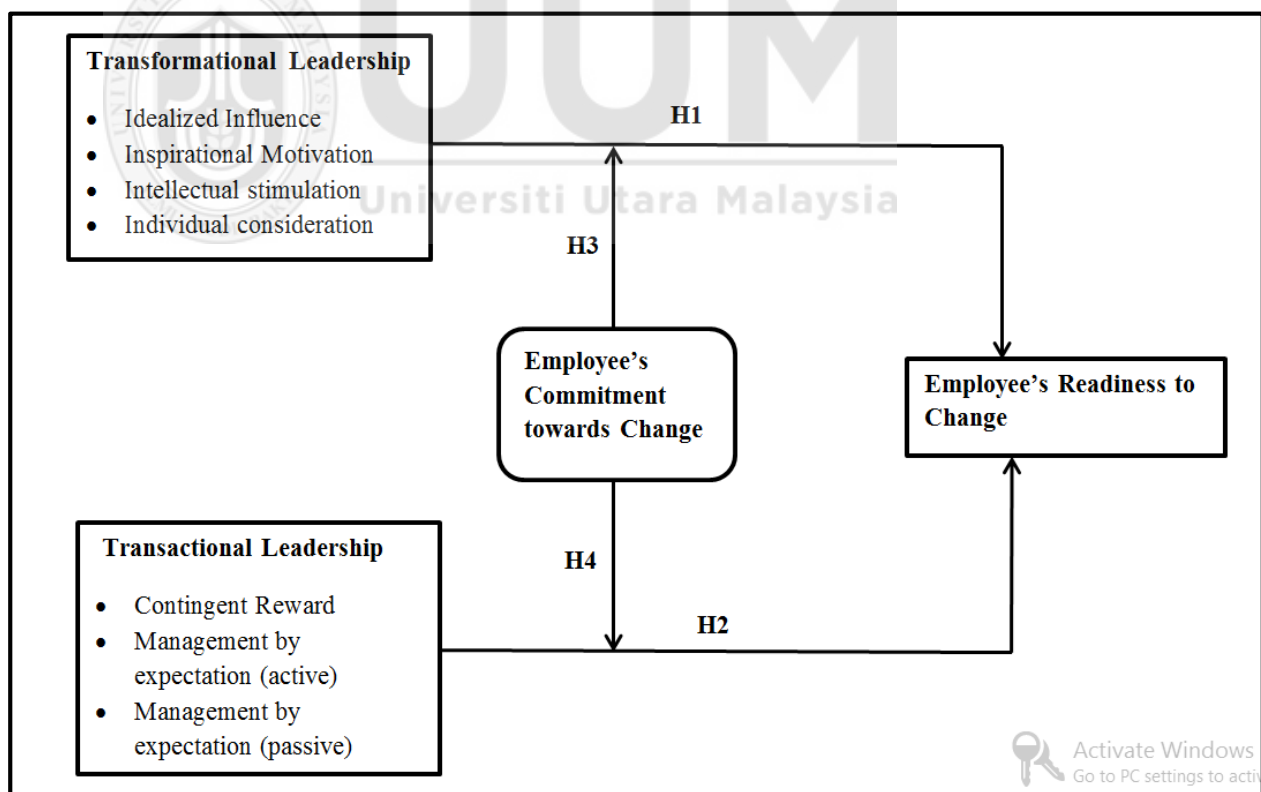 UUM
Universiti Utara Malaysia
Transformational Leadership
• Idealized Influence
• Inspirational Motivation
• Intellectual stimulation
• Individual consideration
H1
H3
Employee's
Commitment
towards Change
Employee's Readiness to
Change
H4
Transactional Leadership
• Contingent Reward
• Management by
expectation (active)
• Management by
expectation (passive)
H2
Activate Windows
Go to PC settings to activ